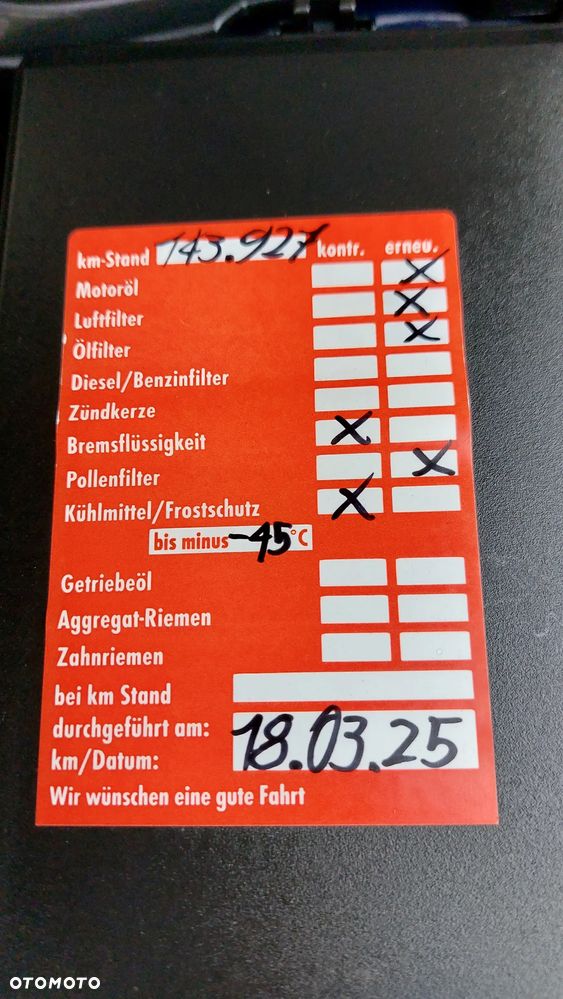 km-Stand 143.927 kontr. erneu.
Motoröl X
Luftfilter X
Ölfilter X
Diesel/Benzinfilter
Zündkerze
Bremsflüssigkeit X
Pollenfilter X
Kühlmittel/Frostschutz X
bis minus -45°C
Getriebeöl
Aggregat-Riemen
Zahnriemen
bei km Stand
durchgeführt am:
km/Datum: 18.03.25
Wir wünschen eine gute Fahrt
OTOMOTO